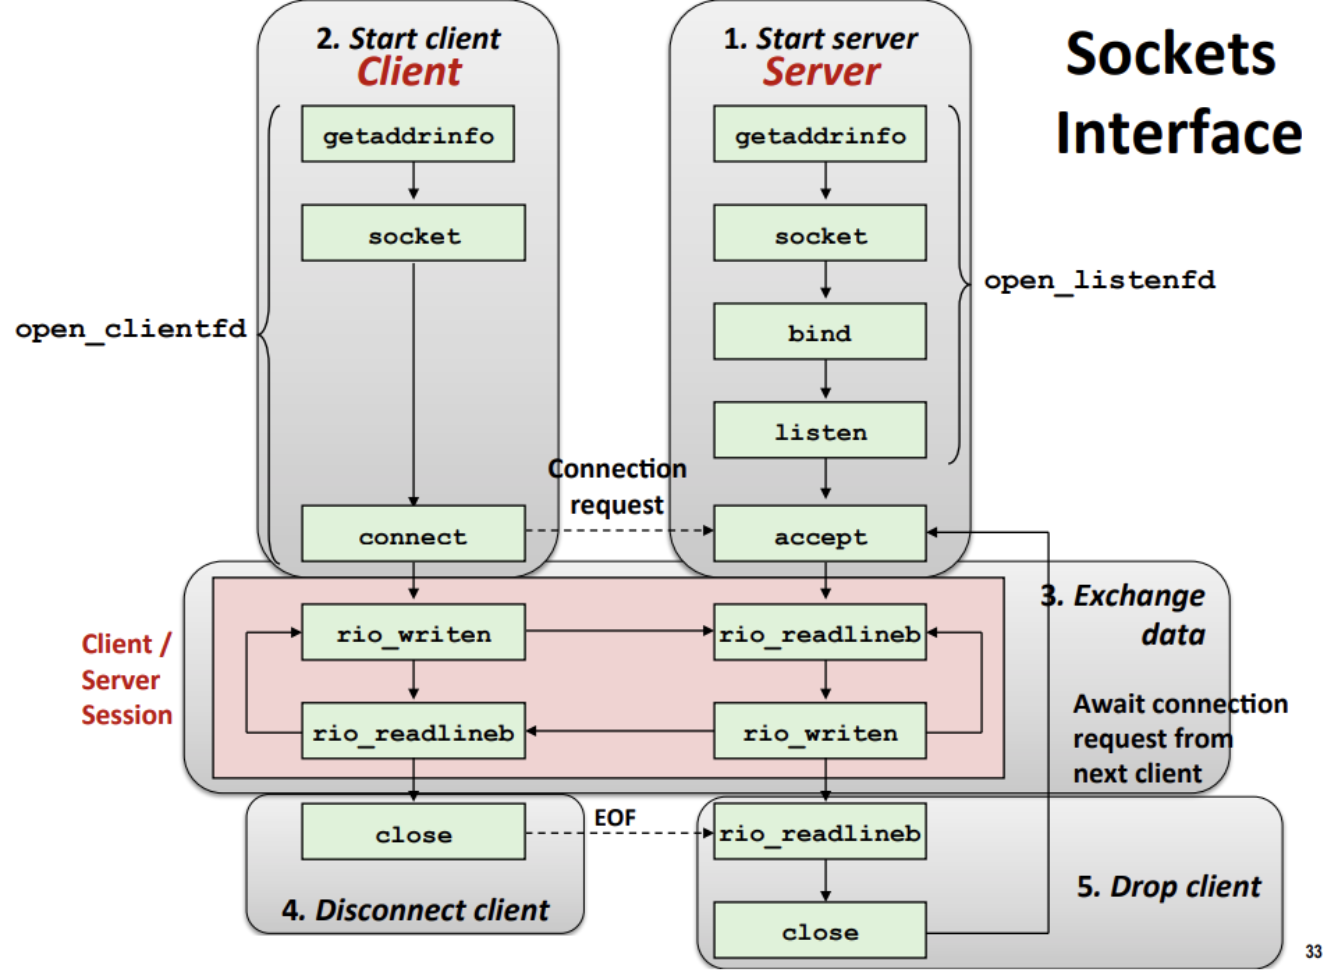 Sockets
Interface
2. Start client
Client
getaddrinfo
socket
open_clientfd
connect
1. Start server
Server
getaddrinfo
socket
bind
listen
open_listenfd
Connection
request
accept
Client /
Server
Session
rio_writen
rio_readlineb
rio_readlineb
rio_writen
3. Exchange
data
Await connection
request from
next client
close
EOF
rio_readlineb
4. Disconnect client
close
5. Drop client
33